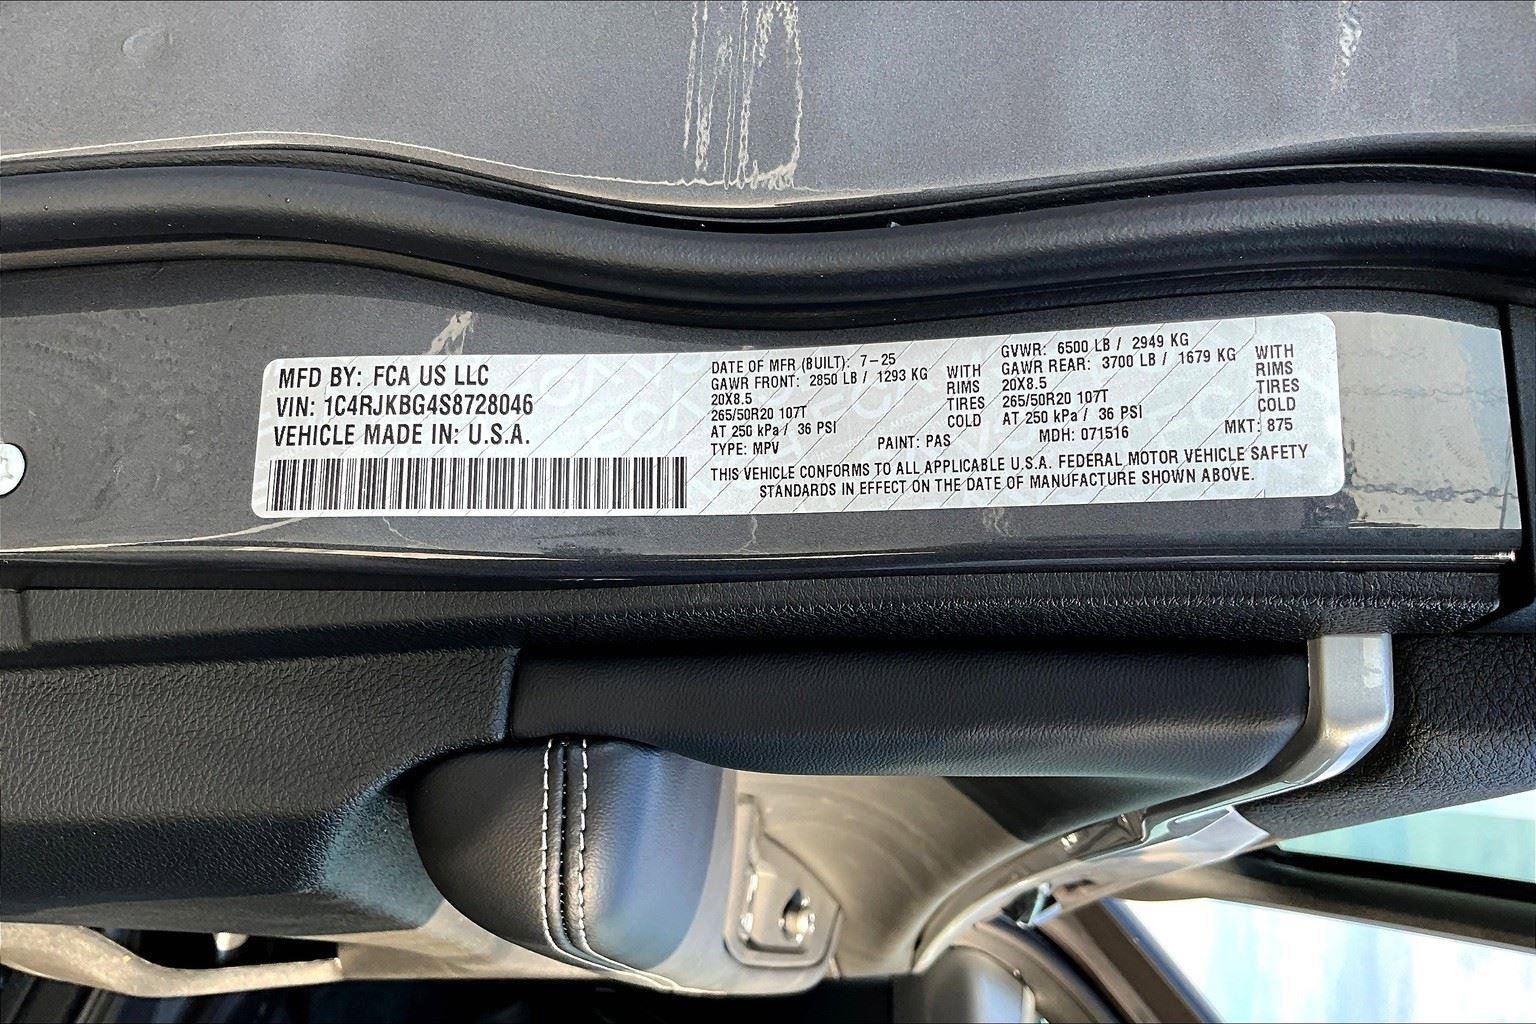 MFD BY: FCA US LLC
VIN: 1C4RJKBG4S8728046
VEHICLE MADE IN: U.S.A.
DATE OF MFR (BUILT): 7-25
GAWR FRONT: 2850 LB / 1293 KG WITH
20X8.5 RIMS
265/50R20 107T TIRES
AT 250 kPa / 36 PSI COLD
TYPE: MPV
PAINT: PAS
GVWR: 6500 LB / 2949 KG
GAWR REAR: 3700 LB / 1679 KG WITH
20X8.5 RIMS
265/50R20 107T TIRES
AT 250 kPa / 36 PSI COLD
MDH: 071516
MKT: 875
THIS VEHICLE CONFORMS TO ALL APPLICABLE U.S.A. FEDERAL MOTOR VEHICLE SAFETY
STANDARDS IN EFFECT ON THE DATE OF MANUFACTURE SHOWN ABOVE.